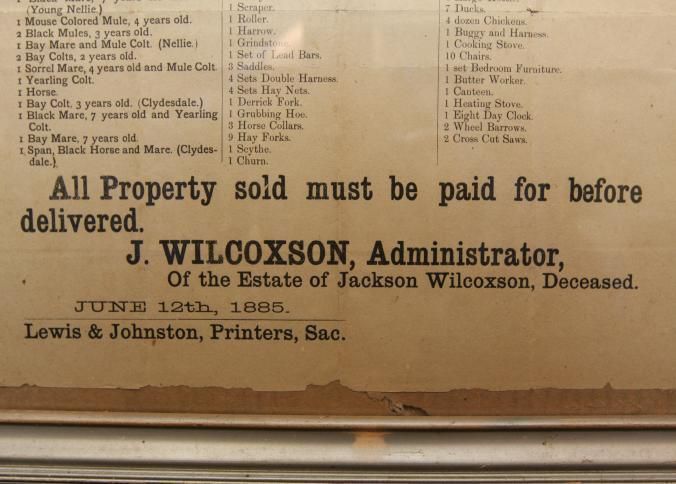 (Young Nellie.)
1 Mouse Colored Mule, 4 years old.
2 Black Mules, 3 years old.
1 Bay Mare and Mule Colt. (Nellie.)
2 Bay Colts, 2 years old.
1 Sorrel Mare, 4 years old and Mule Colt.
1 Yearling Colt.
1 Horse.
1 Bay Colt, 3 years old. (Clydesdale.)
1 Black Mare, 7 years old and Yearling
Colt.
1 Bay Mare, 7 years old.
1 Span, Black Horse and Mare. (Clydes-
dale.)
1 Scraper.
1 Roller.
1 Harrow.
1 Grindstone.
1 Set of Lead Bars.
3 Saddles.
4 Sets Double Harness.
4 Sets Hay Nets.
1 Derrick Fork.
1 Grubbing Hoe.
3 Horse Collars.
9 Hay Forks.
1 Scythe.
1 Churn.
7 Ducks.
4 dozen Chickens.
1 Buggy and Harness.
1 Cooking Stove.
10 Chairs.
1 set Bedroom Furniture.
1 Butter Worker.
1 Canteen.
1 Heating Stove.
1 Eight Day Clock.
2 Wheel Barrows.
2 Cross Cut Saws.
All Property sold must be paid for before
delivered.
J. WILCOXSON, Administrator,
Of the Estate of Jackson Wilcoxson, Deceased.
JUNE 12th, 1885.
Lewis & Johnston, Printers, Sac.